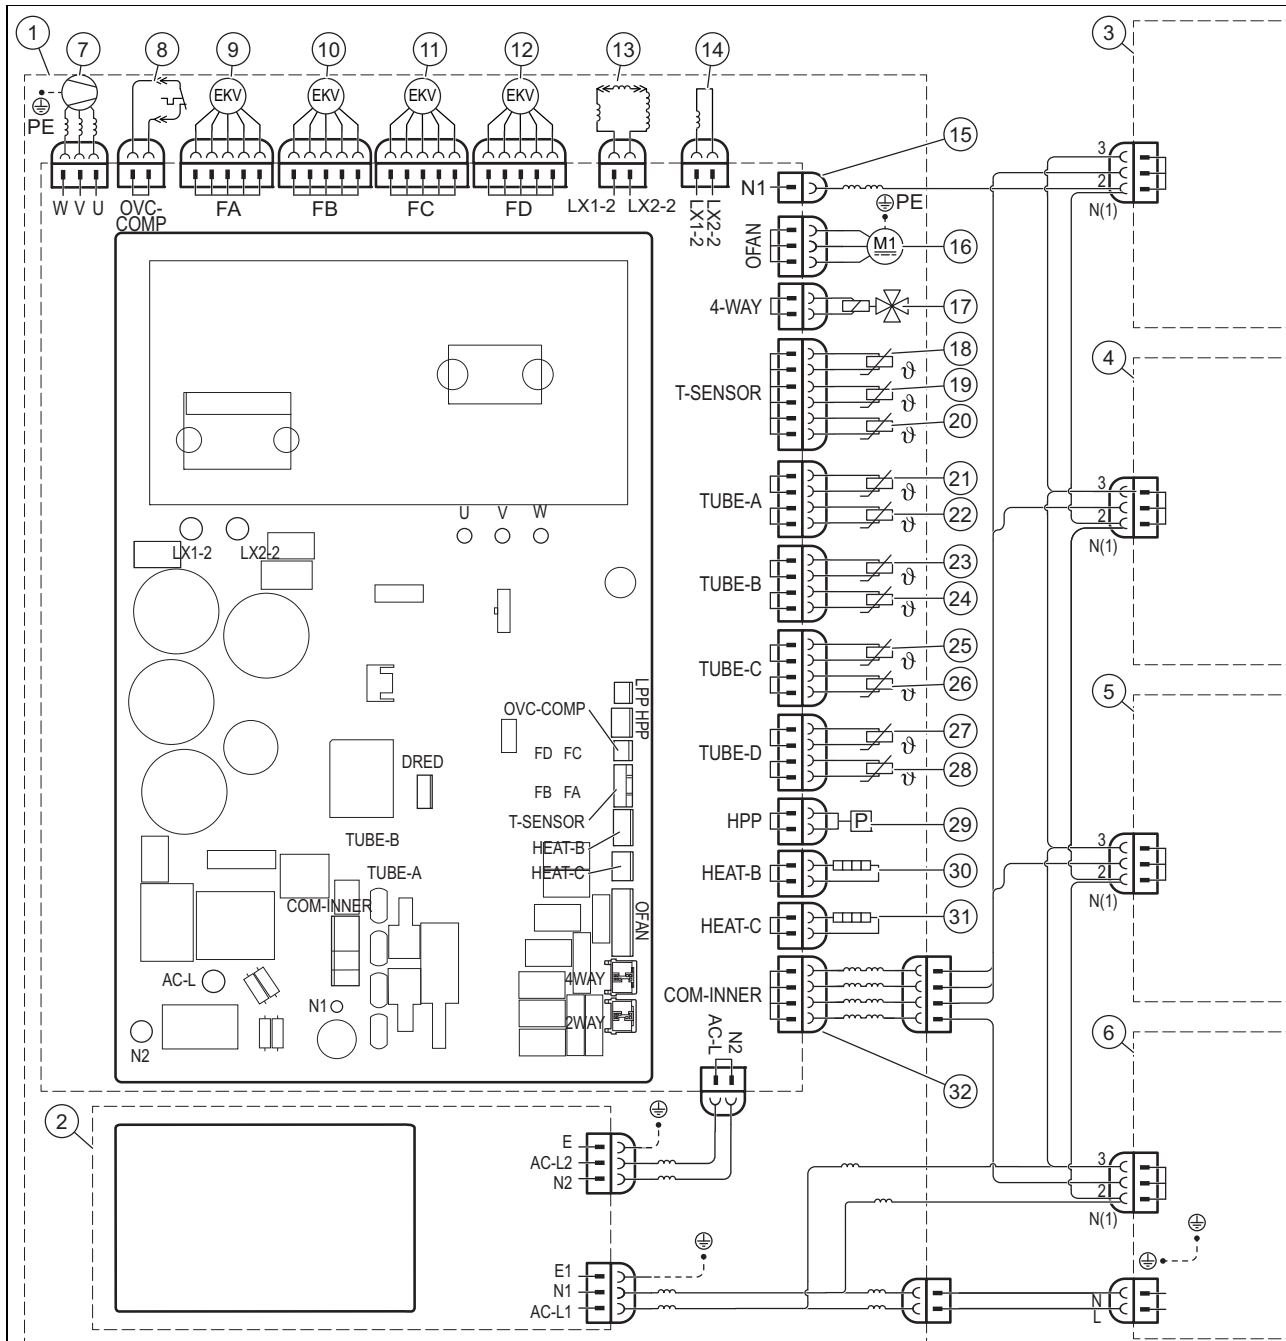 1 7 8 9 10 11 12 13 14 3
EKV EKV EKV EKV
PE
W V U OVC-COMP FA FB FC FD LX1-2 LX2-2 LX1-2 LX2-2
N1 15 3 2 N(1)
PE
OFAN M1 16
4-WAY 17
T-SENSOR 18 ϑ 19 ϑ 20 ϑ 4
TUBE-A 21 ϑ 22 ϑ 3 2 N(1)
U V W
LX1-2 LX2-2
TUBE-B 23 ϑ 24 ϑ
TUBE-C 25 ϑ 26 ϑ 5
LPP HPP
OVC-COMP
FD FC
DRED
FB FA
T-SENSOR
TUBE-D 27 ϑ 28 ϑ
HPP P 29
TUBE-B
HEAT-B
TUBE-A
HEAT-C
HEAT-B 30 3 2 N(1)
COM-INNER
OFAN
HEAT-C 31
AC-L
4WAY
N1
2WAY
N2
COM-INNER 32
AC-L N2
6
2
E
AC-L2
N2
3 2 N(1)
E1
N1
AC-L1
N
L